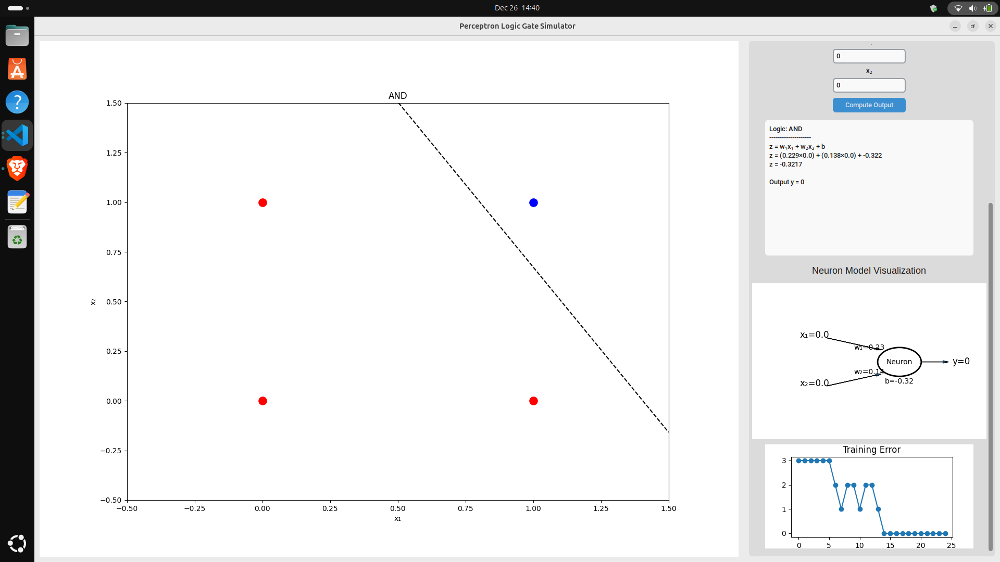 Dec 26 14:40
Perceptron Logic Gate Simulator
AND
1.50
1.25
1.00
0.75
0.50
0.25
0.00
−0.25
−0.50
x₂
−0.50 −0.25 0.00 0.25 0.50 0.75 1.00 1.25 1.50
x₁
0
x₂
0
Compute Output
Logic: AND
--------------------
z = w₁x₁ + w₂x₂ + b
z = (0.229×0.0) + (0.138×0.0) + -0.322
z = -0.3217
Output y = 0
Neuron Model Visualization
x₁=0.0
w₁=0.23
Neuron
y=0
w₂=0.14
x₂=0.0
b=-0.32
Training Error
3
2
1
0
0 5 10 15 20 25